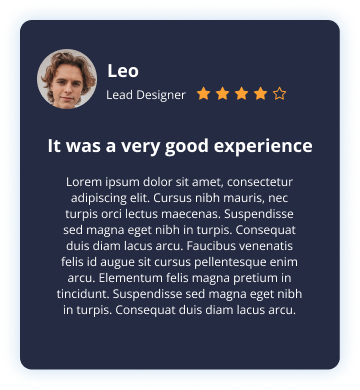 Leo
Lead Designer
It was a very good experience
Lorem ipsum dolor sit amet, consectetur
adipiscing elit. Cursus nibh mauris, nec
turpis orci lectus maecenas. Suspendisse
sed magna eget nibh in turpis. Consequat
duis diam lacus arcu. Faucibus venenatis
felis id augue sit cursus pellentesque enim
arcu. Elementum felis magna pretium in
tincidunt. Suspendisse sed magna eget nibh
in turpis. Consequat duis diam lacus arcu.